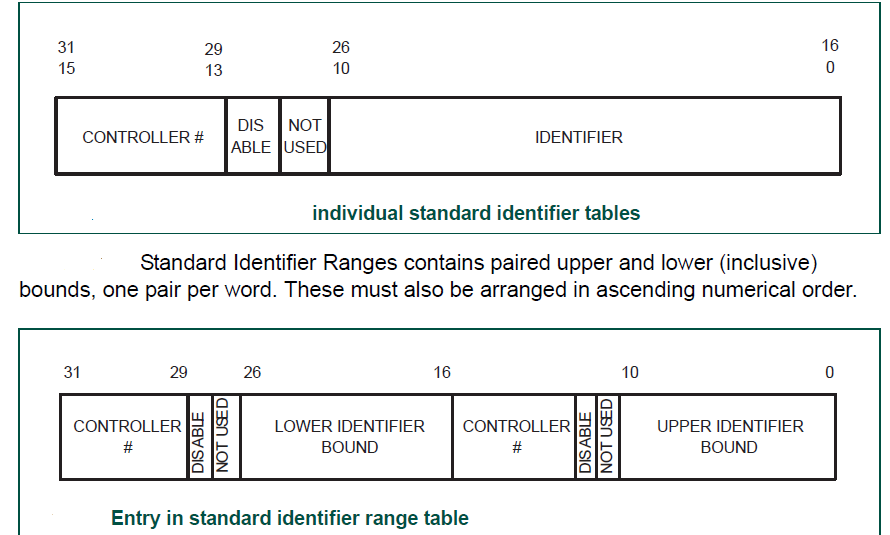 31 29 26 16
15 13 10 0
CONTROLLER # DIS ABLE NOT USED IDENTIFIER
individual standard identifier tables
Standard Identifier Ranges contains paired upper and lower (inclusive)
bounds, one pair per word. These must also be arranged in ascending numerical order.
31 29 26 16 10 0
CONTROLLER # DISABLE NOT USED LOWER IDENTIFIER BOUND CONTROLLER # DISABLE NOT USED UPPER IDENTIFIER BOUND
Entry in standard identifier range table